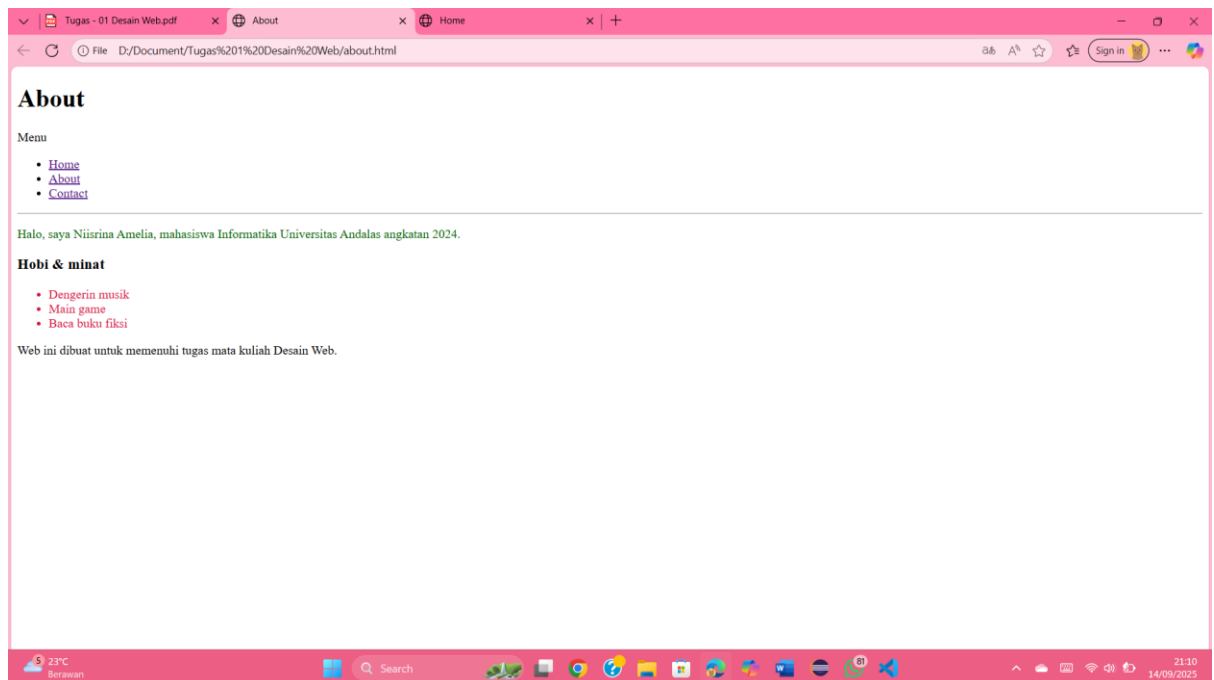 Tugas - 01 Desain Web.pdf
About
Home
File D:/Document/Tugas%201%20Desain%20Web/about.html
Sign in
About
Menu
Home
About
Contact
Halo, saya Niisrina Amelia, mahasiswa Informatika Universitas Andalas angkatan 2024.
Hobi & minat
Dengerin musik
Main game
Baca buku fiksi
Web ini dibuat untuk memenuhi tugas mata kuliah Desain Web.
5 23°C
Berawan
Search
81
21:10
14/09/2025